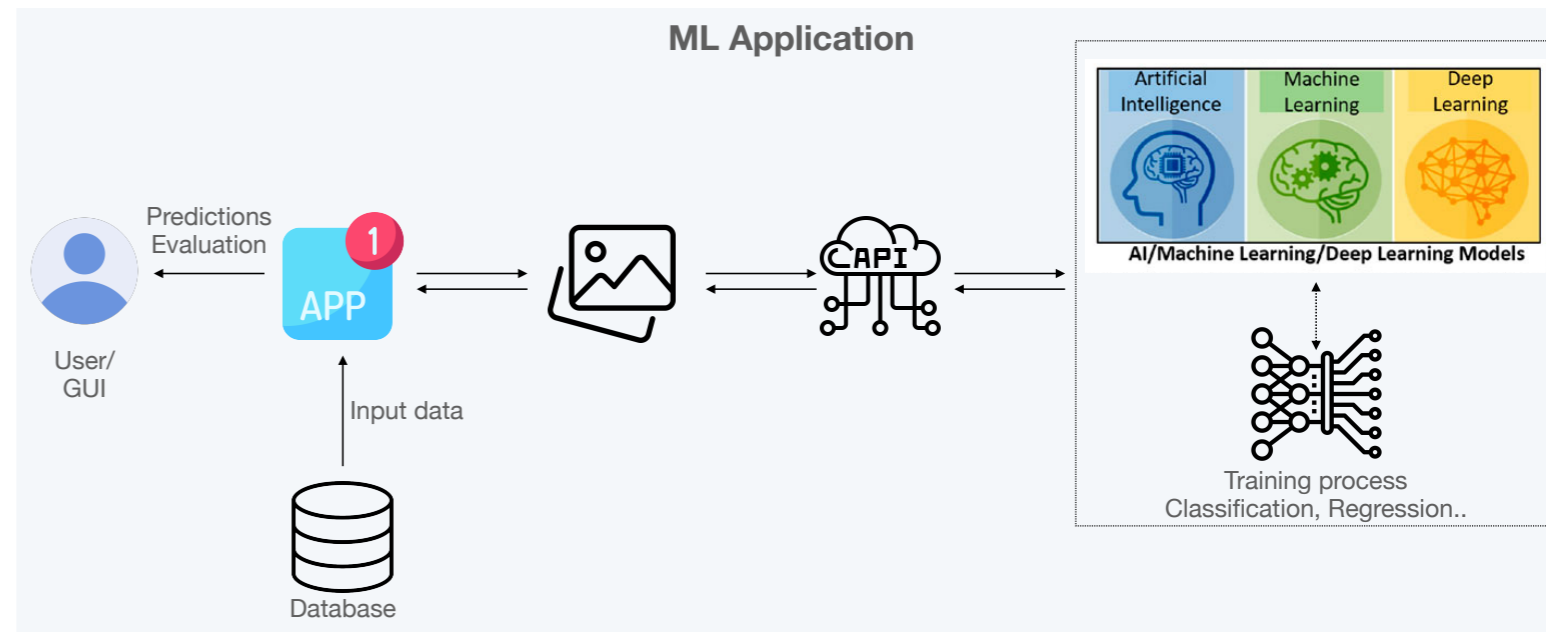 ML Application
Artificial
Intelligence
Machine
Learning
Deep
Learning
AI/Machine Learning/Deep Learning Models
Predictions
Evaluation
1
APP
API
User/
GUI
Input data
Database
Training process
Classification, Regression..